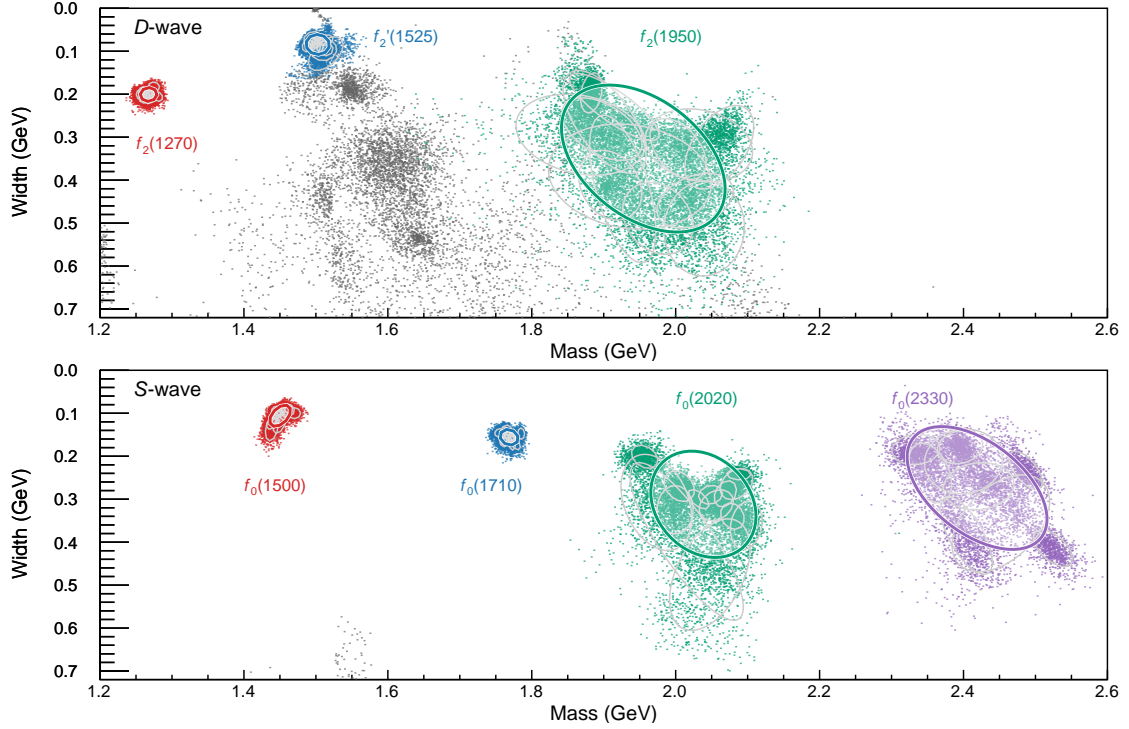 D-wave
f2'(1525)
f2(1950)
f2(1270)
Width (GeV)
0.0
0.1
0.2
0.3
0.4
0.5
0.6
0.7
1.2 1.4 1.6 1.8 2.0 2.2 2.4 2.6
Mass (GeV)
S-wave
f0(2020)
f0(2330)
f0(1500)
f0(1710)
Width (GeV)
0.0
0.1
0.2
0.3
0.4
0.5
0.6
0.7
1.2 1.4 1.6 1.8 2.0 2.2 2.4 2.6
Mass (GeV)